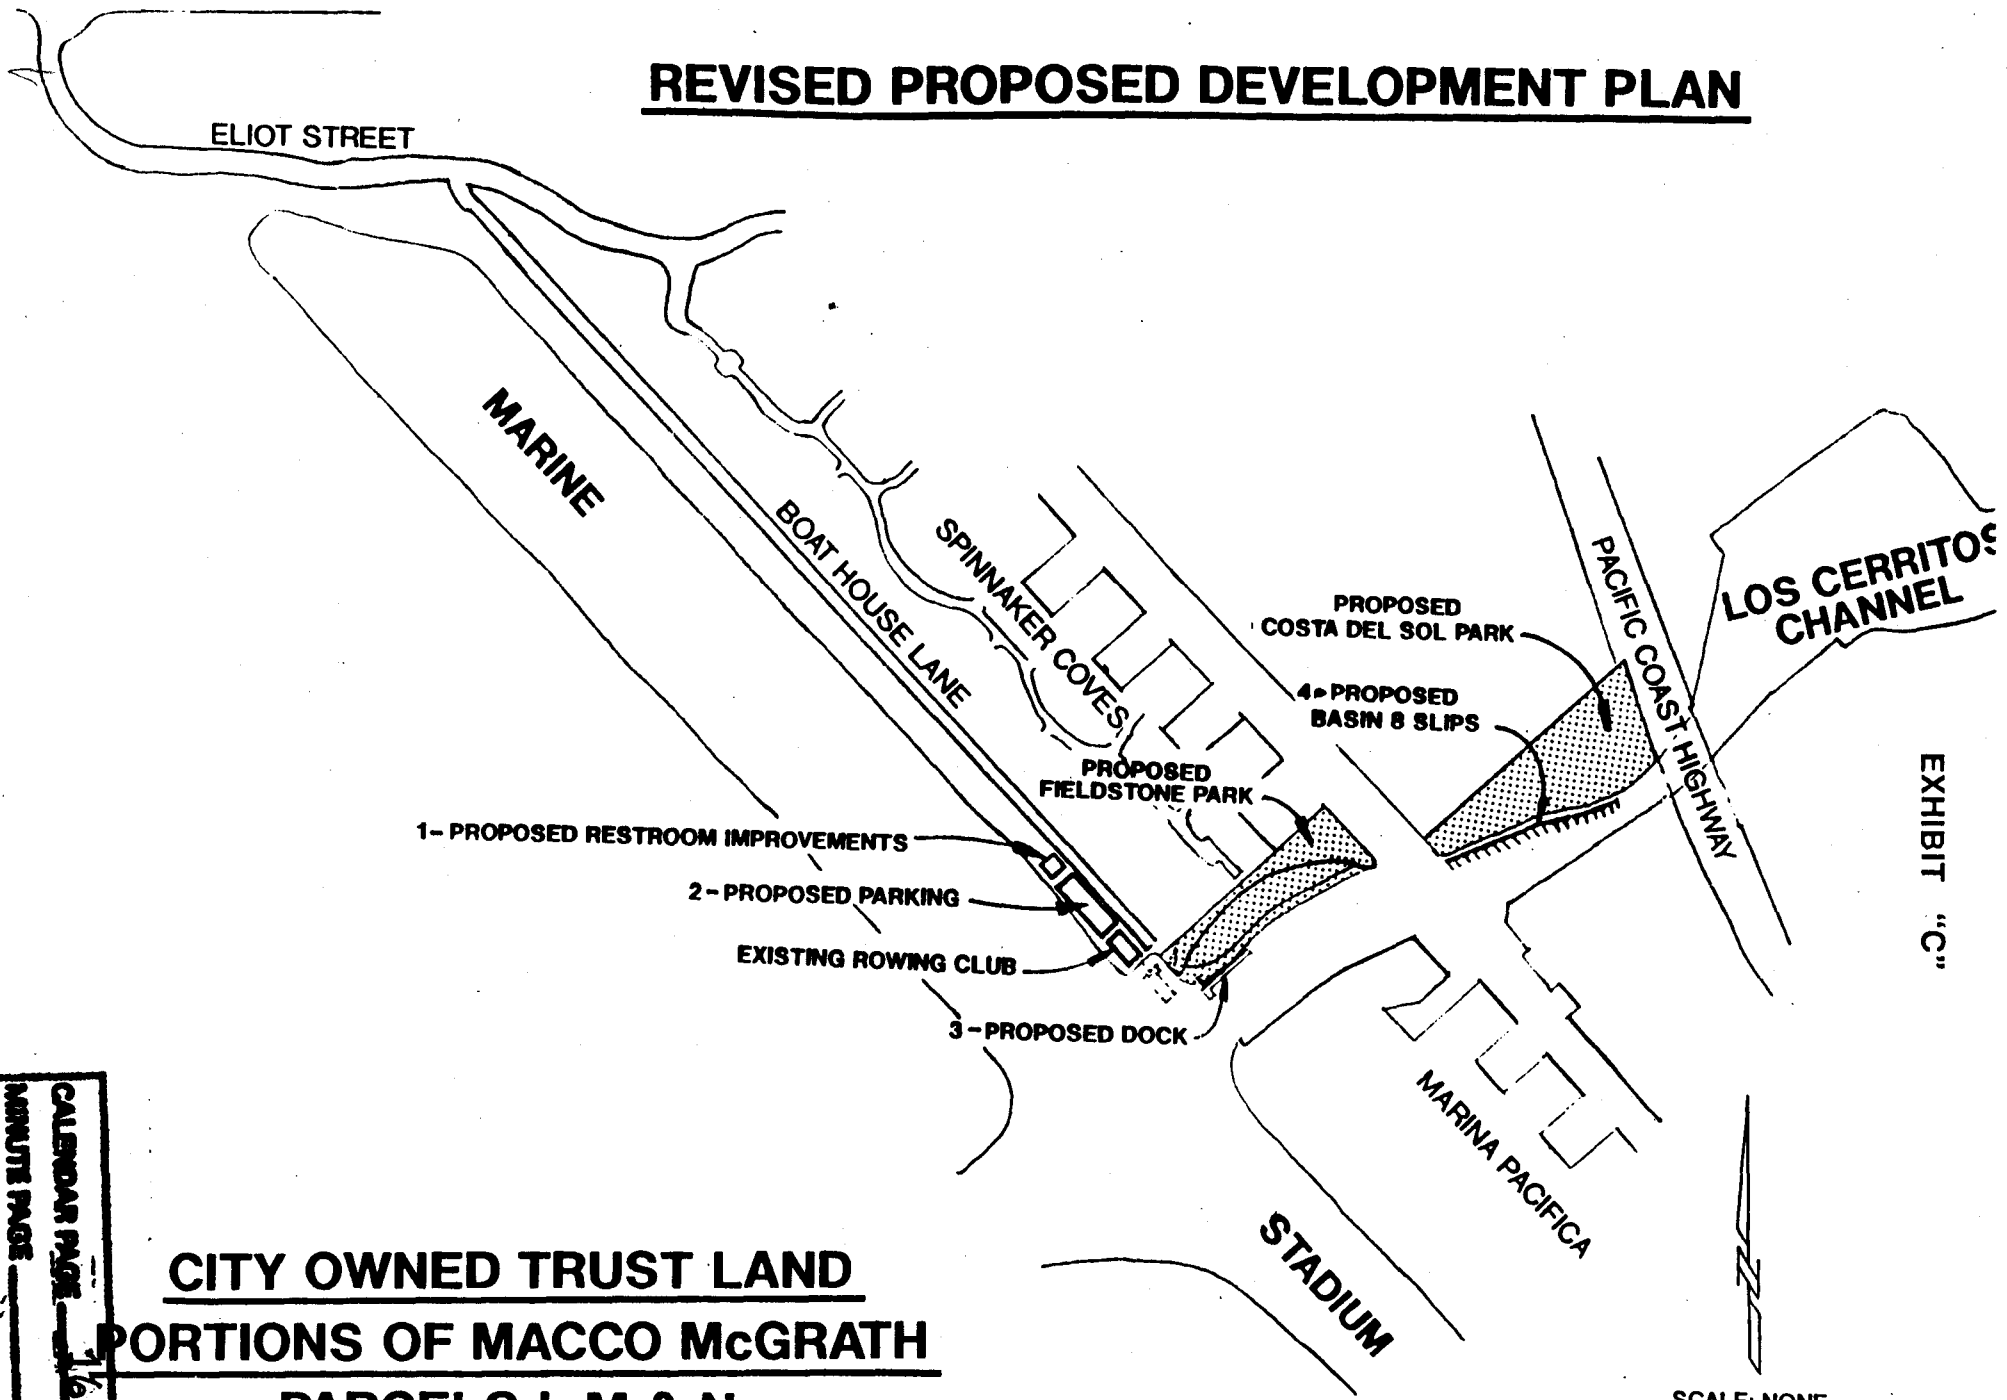 REVISED PROPOSED DEVELOPMENT PLAN
ELIOT STREET
MARINE
BOAT HOUSE LANE
SPINNAKER COVES
PACIFIC COAST HIGHWAY
LOS CERRITOS
CHANNEL
PROPOSED
COSTA DEL SOL PARK
4-PROPOSED
BASIN 8 SLIPS
PROPOSED
FIELDSTONE PARK
1-PROPOSED RESTROOM IMPROVEMENTS
2-PROPOSED PARKING
EXISTING ROWING CLUB
3-PROPOSED DOCK
MARINA PACIFICA
STADIUM
EXHIBIT "C"
N
CALENDAR PAGE
MINUTE PAGE
CITY OWNED TRUST LAND
PORTIONS OF MACCO McGRATH
SCALE: NONE